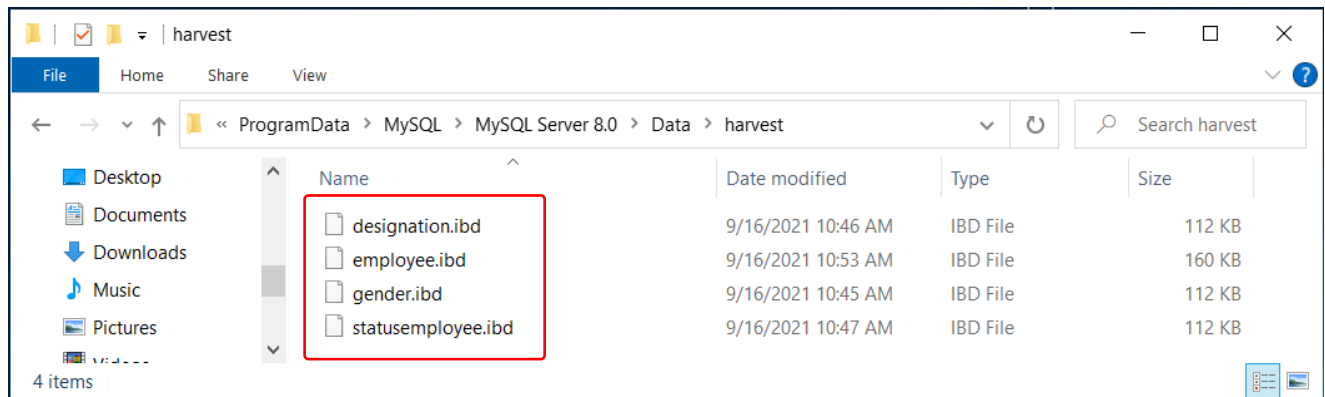 harvest
File Home Share View ?
« ProgramData > MySQL > MySQL Server 8.0 > Data > harvest Search harvest
Desktop Name Date modified Type Size
Documents designation.ibd 9/16/2021 10:46 AM IBD File 112 KB
Downloads employee.ibd 9/16/2021 10:53 AM IBD File 160 KB
Music gender.ibd 9/16/2021 10:45 AM IBD File 112 KB
Pictures statusemployee.ibd 9/16/2021 10:47 AM IBD File 112 KB
4 items